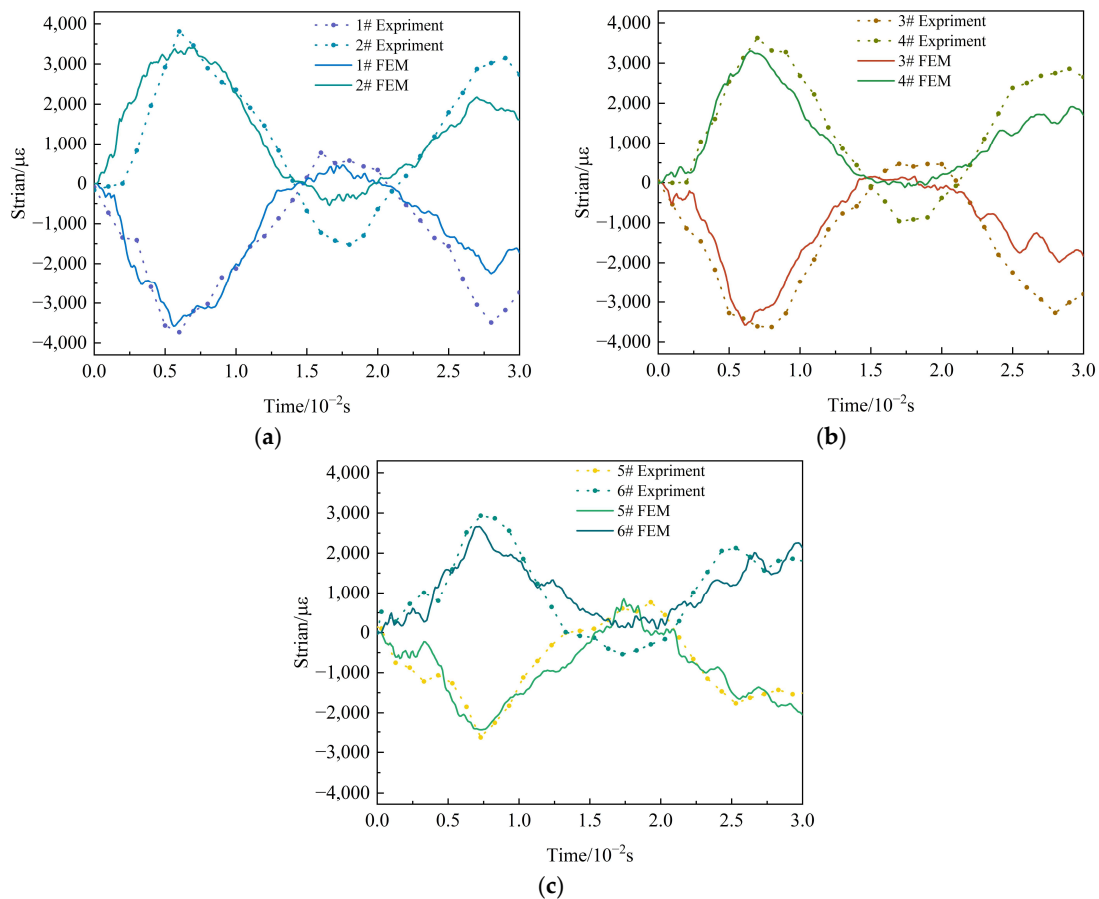 1# Expriment
2# Expriment
1# FEM
2# FEM
Strian/με
4,000
3,000
2,000
1,000
0
−1,000
−2,000
−3,000
−4,000
0.0 0.5 1.0 1.5 2.0 2.5 3.0
Time/10⁻²s
(a)
3# Expriment
4# Expriment
3# FEM
4# FEM
Strian/με
4,000
3,000
2,000
1,000
0
−1,000
−2,000
−3,000
−4,000
0.0 0.5 1.0 1.5 2.0 2.5 3.0
Time/10⁻²s
(b)
5# Expriment
6# Expriment
5# FEM
6# FEM
Strian/με
4,000
3,000
2,000
1,000
0
−1,000
−2,000
−3,000
−4,000
0.0 0.5 1.0 1.5 2.0 2.5 3.0
Time/10⁻²s
(c)